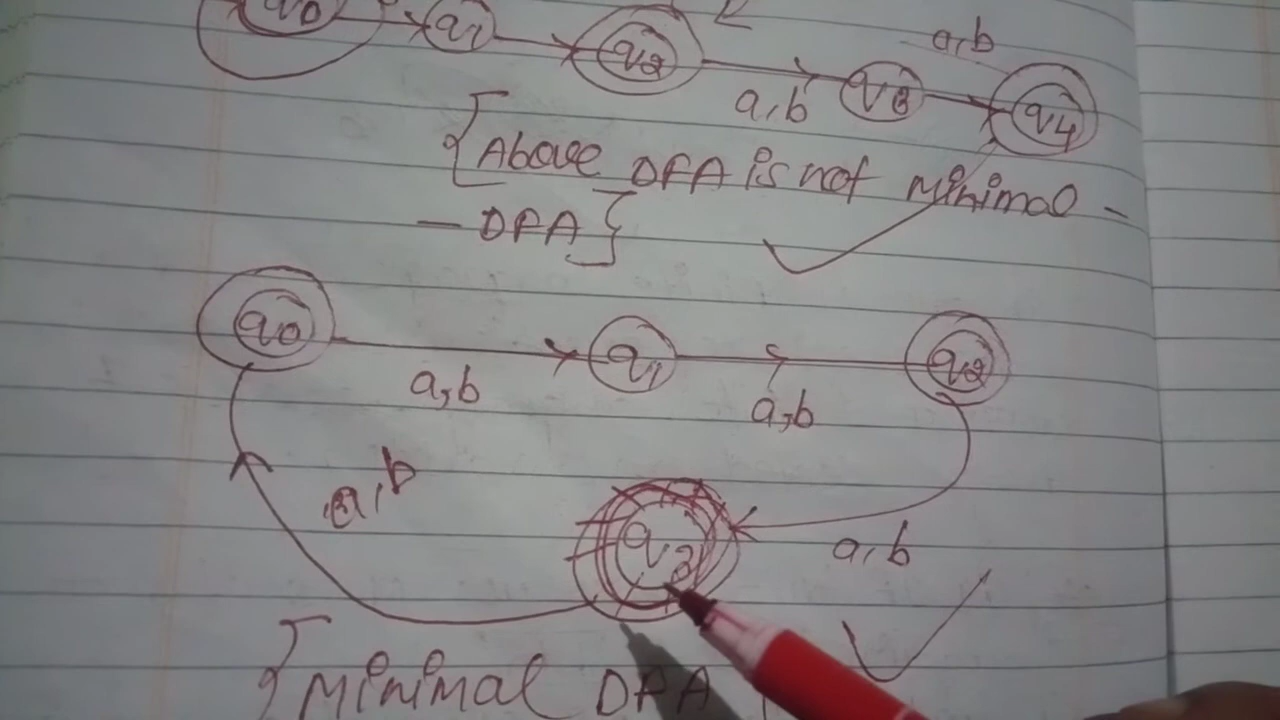 q0 q1 q2 q3 q4
a,b
a,b
{Above DFA is not Minimal -
- DFA}
q0 q1 q2
a,b a,b
a,b
q3
a,b
{Minimal DFA